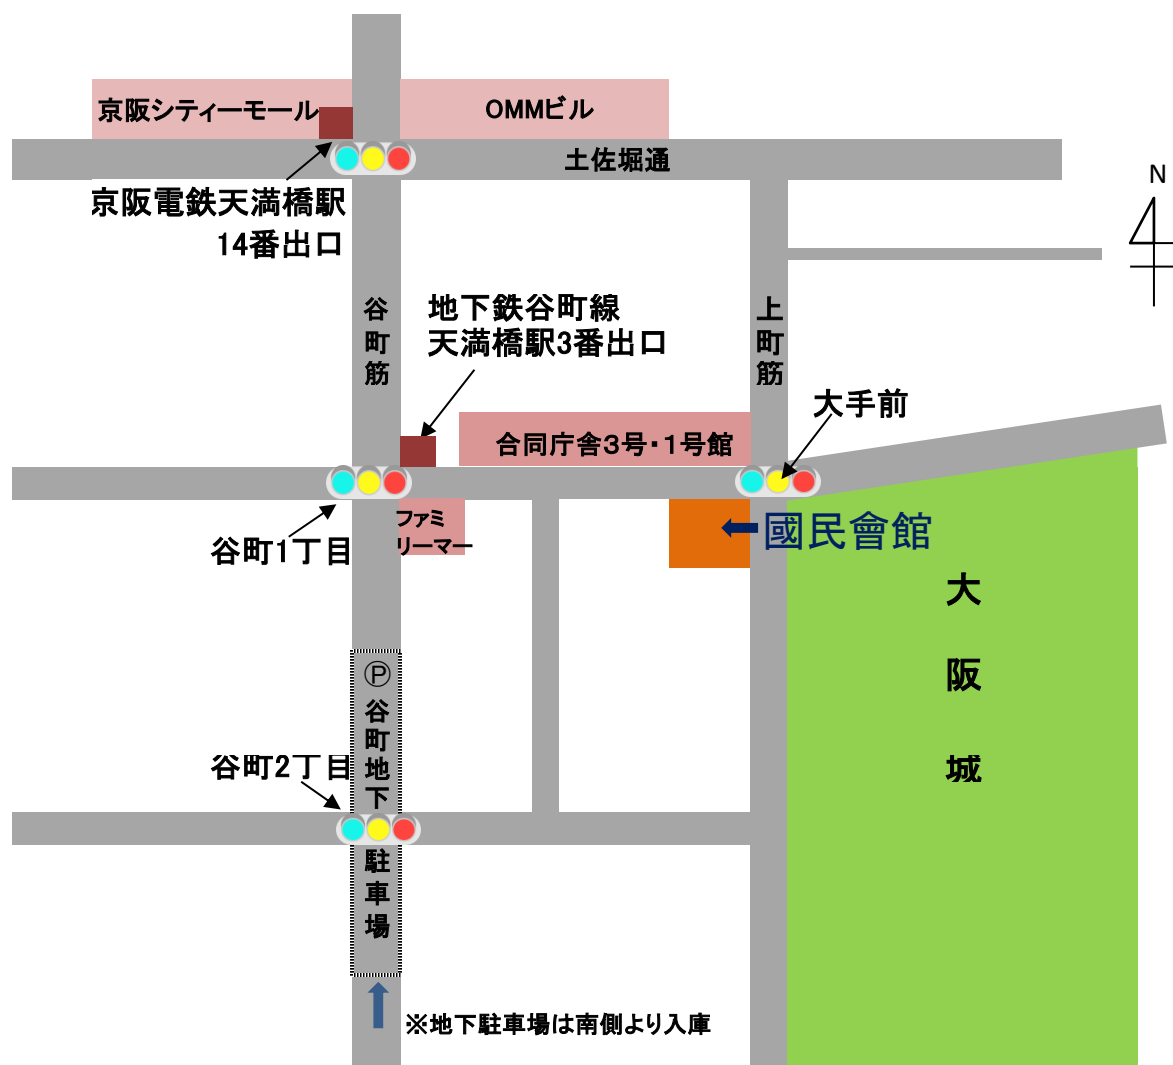 京阪シティーモール
OMMビル
土佐堀通
N
京阪電鉄天満橋駅
14番出口
谷町筋
地下鉄谷町線
天満橋駅3番出口
上町筋
大手前
合同庁舎3号・1号館
ファミ
リーマー
谷町1丁目
國民會館
大阪城
Ⓟ谷町地下駐車場
谷町2丁目
※地下駐車場は南側より入庫